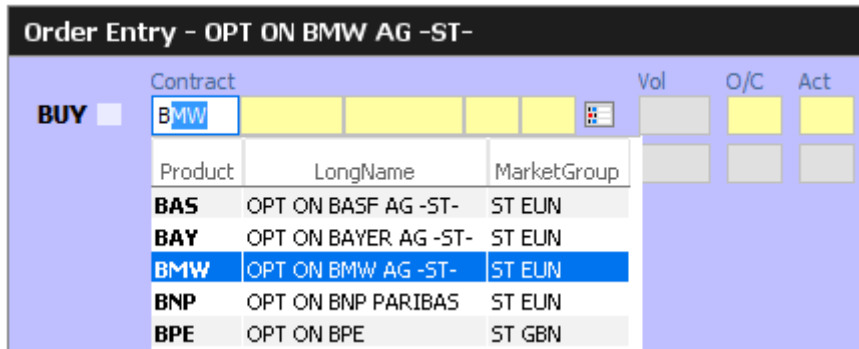 Order Entry - OPT ON BMW AG -ST-
Contract Vol O/C Act
BUY BMW
Product LongName MarketGroup
BAS OPT ON BASF AG -ST- ST EUN
BAY OPT ON BAYER AG -ST- ST EUN
BMW OPT ON BMW AG -ST- ST EUN
BNP OPT ON BNP PARIBAS ST EUN
BPE OPT ON BPE ST GBN